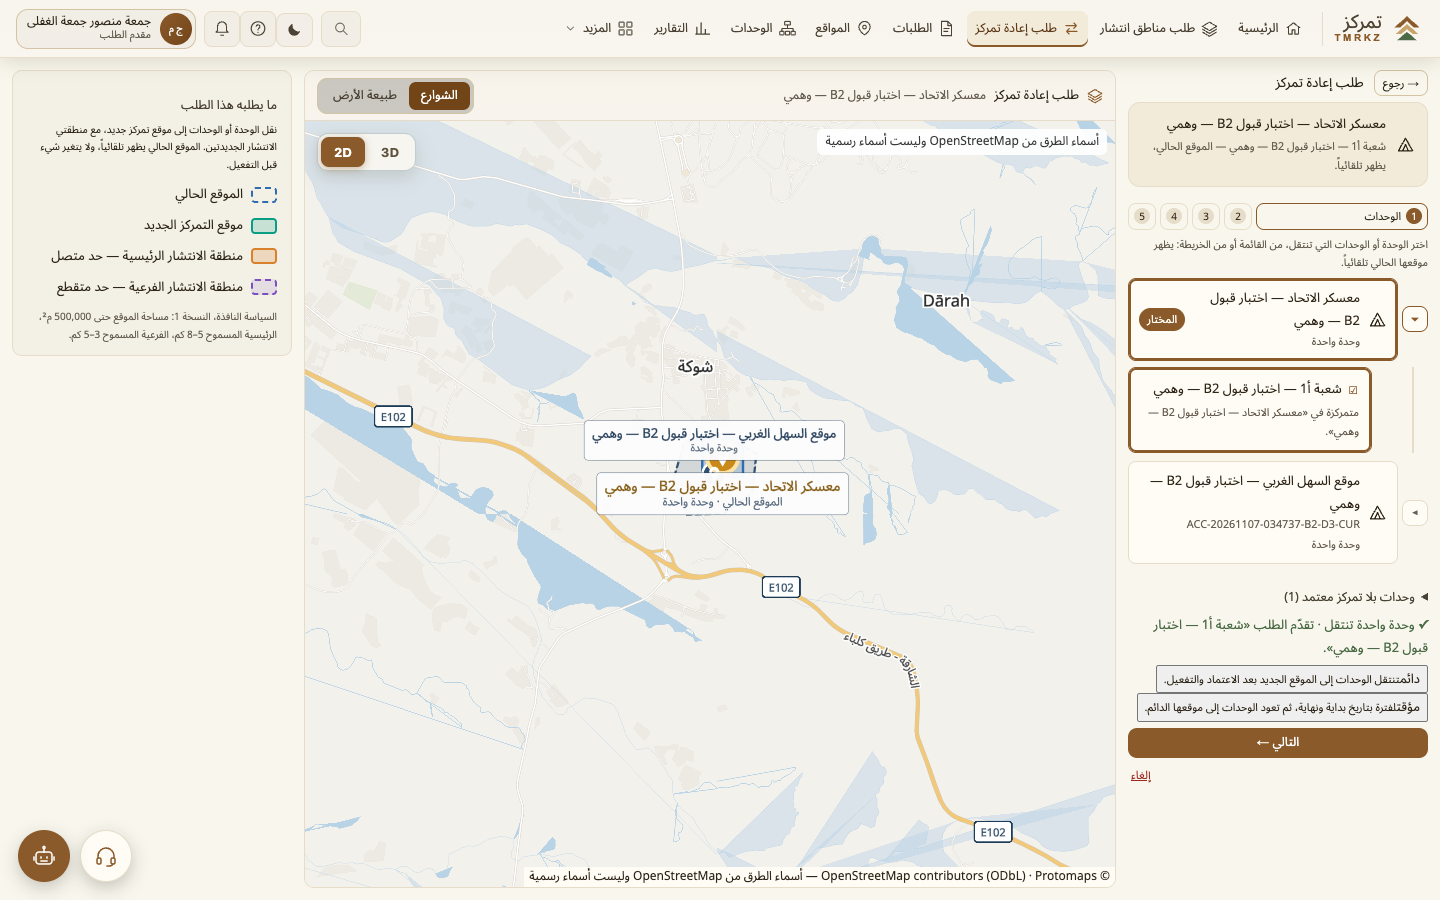 تمركز
TMRKZ
الرئيسية
طلب مناطق انتشار
طلب إعادة تمركز
الطلبات
المواقع
الوحدات
التقارير
المزيد
جمعة منصور جمعة الغفلى
مقدم الطلب
ج م
→ رجوع
طلب إعادة تمركز
معسكر الاتحاد — اختبار قبول B2 — وهمي
شعبة أ1 — اختبار قبول B2 — وهمي — الموقع الحالي،
يظهر تلقائياً.
1 الوحدات
2
3
4
5
اختر الوحدة أو الوحدات التي تنتقل، من القائمة أو من الخريطة: يظهر
موقعها الحالي تلقائياً.
معسكر الاتحاد — اختبار قبول
B2 — وهمي
وحدة واحدة
المختار
شعبة أ1 — اختبار قبول B2 — وهمي
متمركزة في «معسكر الاتحاد — اختبار قبول B2 —
وهمي».
موقع السهل الغربي — اختبار قبول B2 —
وهمي
ACC-20261107-034737-B2-D3-CUR
وحدة واحدة
وحدات بلا تمركز معتمد (1)
✓ وحدة واحدة تنتقل · تقدّم الطلب «شعبة أ1 — اختبار
قبول B2 — وهمي».
دائمتنتقل الوحدات إلى الموقع الجديد بعد الاعتماد والتفعيل.
مؤقتلفترة بتاريخ بداية ونهاية، ثم تعود الوحدات إلى موقعها الدائم.
التالي ←
إلغاء
طلب إعادة تمركز معسكر الاتحاد — اختبار قبول B2 — وهمي
الشوارع
طبيعة الأرض
أسماء الطرق من OpenStreetMap وليست أسماء رسمية
2D
3D
Dārah
شوكة
E102
موقع السهل الغربي — اختبار قبول B2 — وهمي
وحدة واحدة
معسكر الاتحاد — اختبار قبول B2 — وهمي
الموقع الحالي · وحدة واحدة
E102
الشارقة - طريق كلباء
E102
© OpenStreetMap contributors (ODbL) · Protomaps — أسماء الطرق من OpenStreetMap وليست أسماء رسمية
ما يطلبه هذا الطلب
نقل الوحدة أو الوحدات إلى موقع تمركز جديد، مع منطقتي
الانتشار الجديدتين. الموقع الحالي يظهر تلقائياً، ولا يتغير شيء
قبل التفعيل.
الموقع الحالي
موقع التمركز الجديد
منطقة الانتشار الرئيسية — حد متصل
منطقة الانتشار الفرعية — حد متقطع
السياسة النافذة، النسخة 1: مساحة الموقع حتى 500,000 م²،
الرئيسية المسموح 5–8 كم، الفرعية المسموح 3–5 كم.